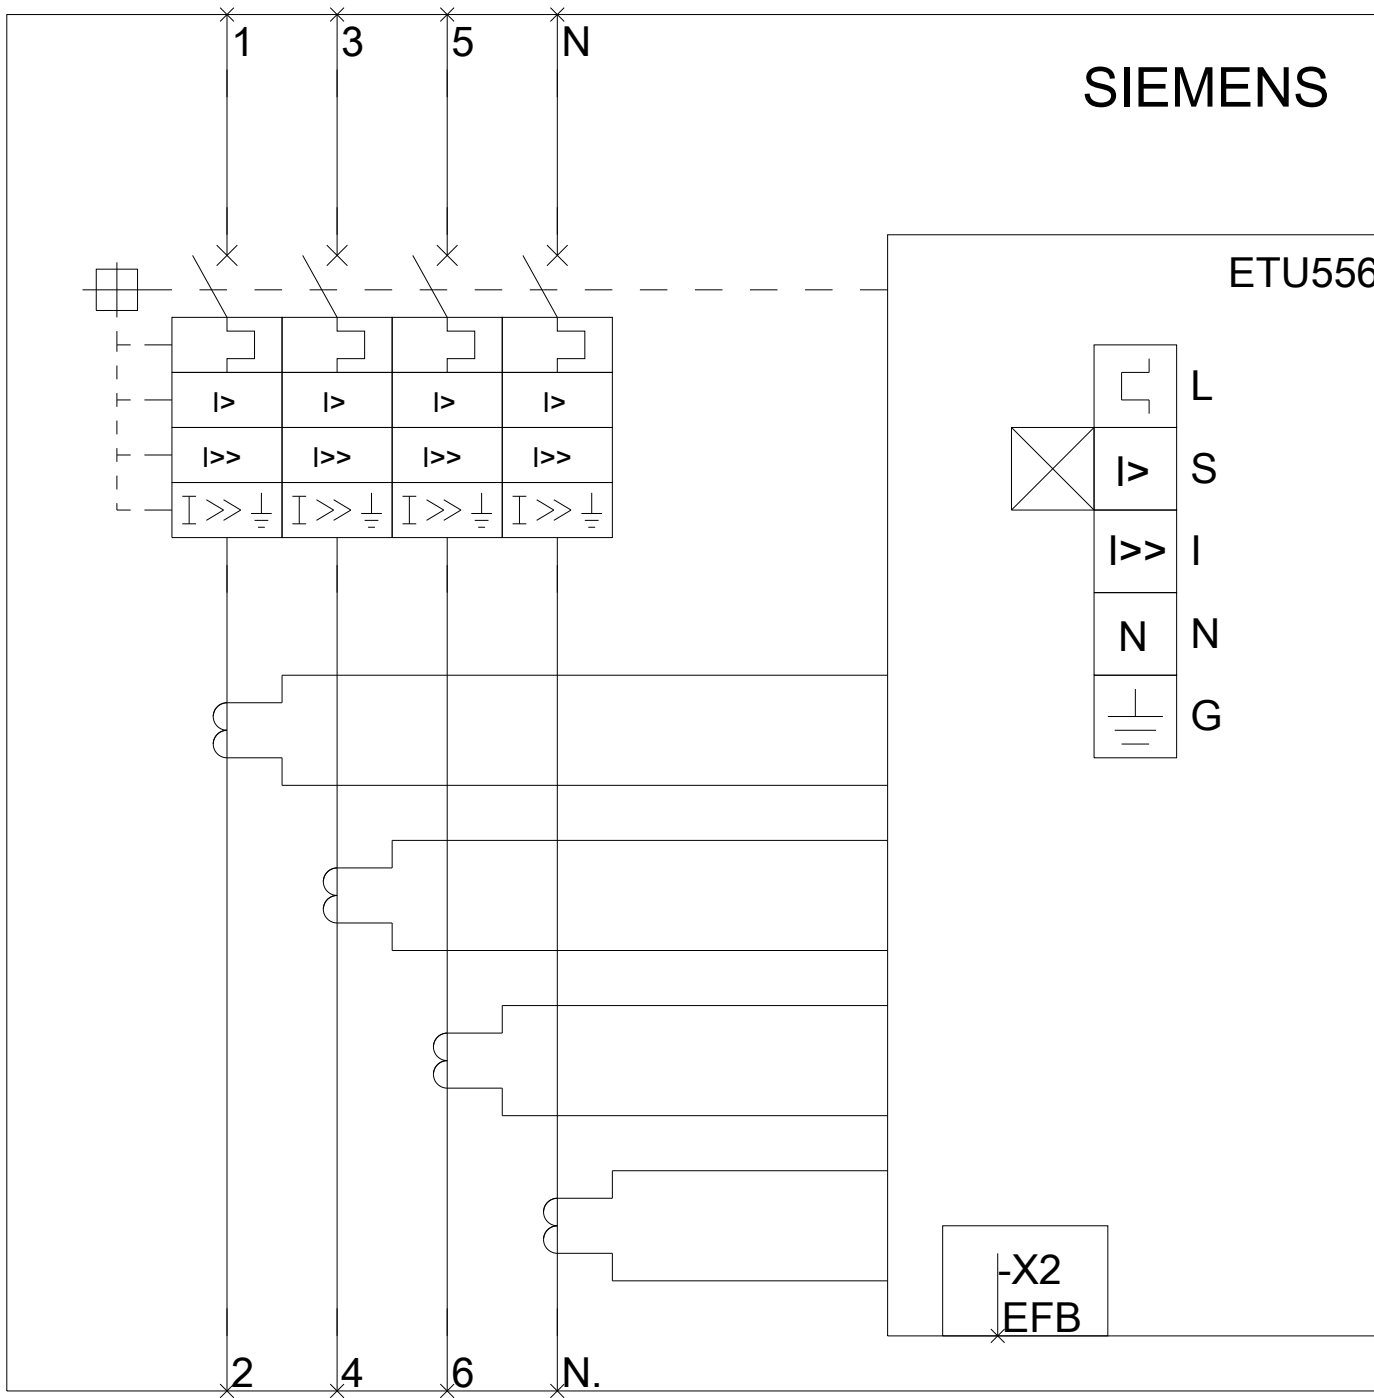 1 3 5 N
SIEMENS
ETU556
L
I> I> I> I>
I>> I>> I>> I>>
I> S
I >> I >> I >> I >>
I>> I
N N
G
-X2
EFB
2 4 6 N.